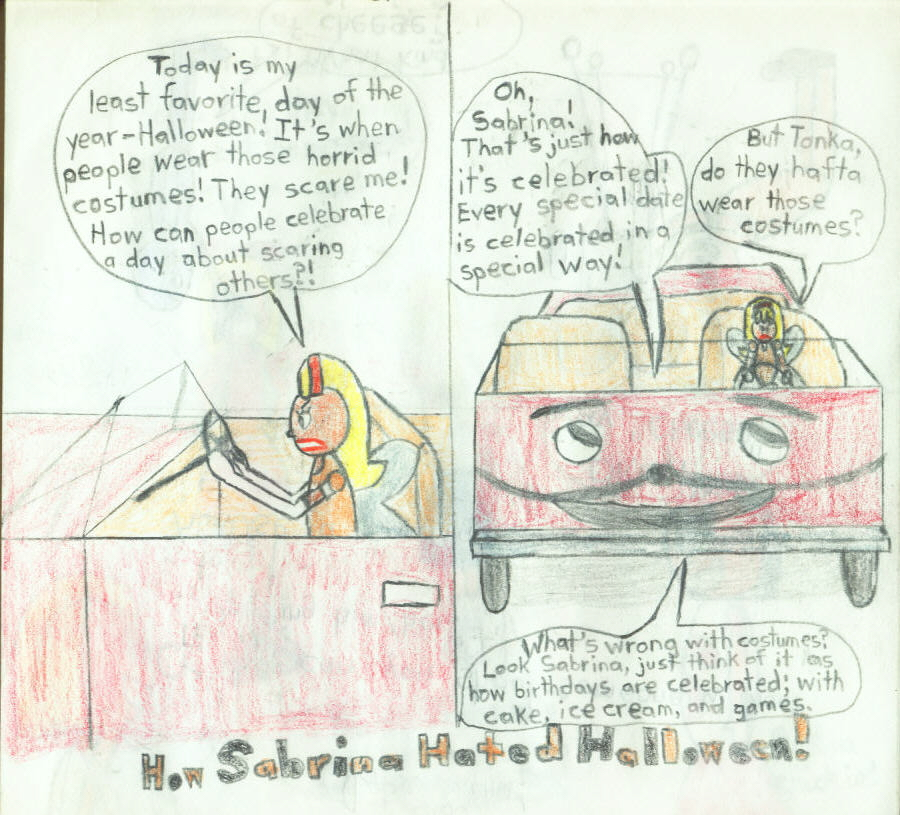 Today is my
least favorite day of the
year-Halloween! It's when
people wear those horrid
costumes! They scare me!
How can people celebrate
a day about scaring
others?!
Oh,
Sabrina!
That's just how
it's celebrated!
Every special date
is celebrated in a
special way!
But Tonka,
do they hafta
wear those
costumes?
What's wrong with costumes?
Look Sabrina, just think of it as
how birthdays are celebrated; with
cake, ice cream, and games.
How Sabrina Hated Halloween!